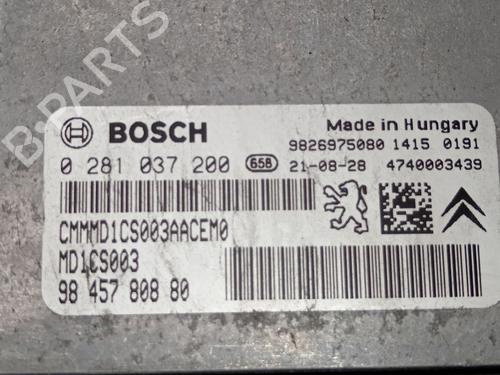 B-PARTS
BOSCH
Made in Hungary
9826975080 1415 0191
0 281 037 200 658 21-08-28 4740003439
CMMMD1CS003AACEM0
MD1CS003
98 457 808 80